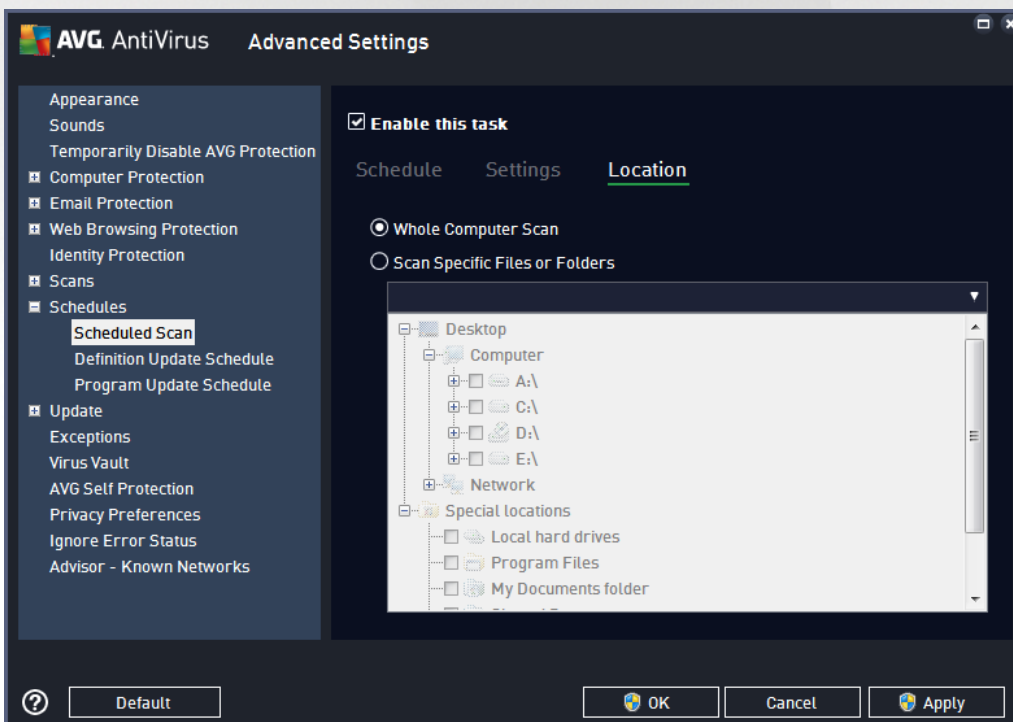 AVG AntiVirus Advanced Settings
Appearance
Sounds
Temporarily Disable AVG Protection
Computer Protection
Email Protection
Web Browsing Protection
Identity Protection
Scans
Schedules
Scheduled Scan
Definition Update Schedule
Program Update Schedule
Update
Exceptions
Virus Vault
AVG Self Protection
Privacy Preferences
Ignore Error Status
Advisor - Known Networks
Enable this task
Schedule Settings Location
Whole Computer Scan
Scan Specific Files or Folders
Desktop
Computer
A:\
C:\
D:\
E:\
Network
Special locations
Local hard drives
Program Files
My Documents folder
? Default OK Cancel Apply